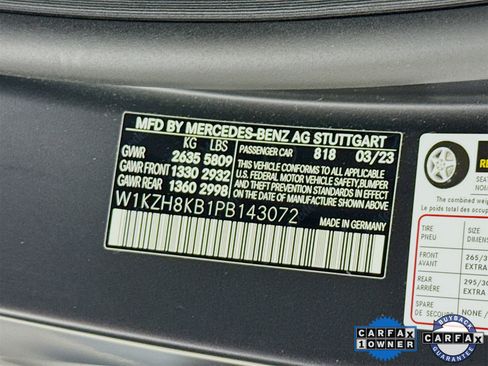 MFD BY MERCEDES-BENZ AG STUTTGART
KG LBS
PASSENGER CAR 818 03/23
GVWR 2635 5809
GAWR FRONT 1330 2932
GAWR REAR 1360 2998
THIS VEHICLE CONFORMS TO ALL APPLICABLE
U.S. FEDERAL MOTOR VEHICLE SAFETY
AND THEFT PREVENTION STANDARDS IN
EFFECT ON THE DATE OF MANUFACTURE
SHOWN ABOVE.
W1KZH8KB1PB143072
MADE IN GERMANY
TIRE
PNEU
SIZE
FRONT
AVANT
265/3
EXTRA
REAR
ARRIÈRE
295/30
EXTRA
SPARE
DE SECOURS
NONE /
CARFAX
1 OWNER
BUYBACK
CARFAX
GUARANTEE